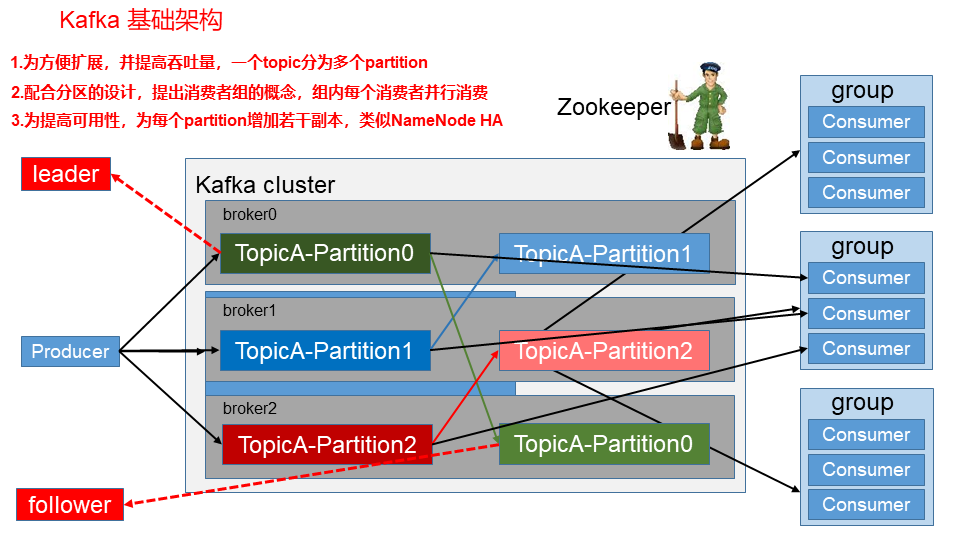 Kafka 基础架构
1.为方便扩展，并提高吞吐量，一个topic分为多个partition
2.配合分区的设计，提出消费者组的概念，组内每个消费者并行消费
3.为提高可用性，为每个partition增加若干副本，类似NameNode HA
Zookeeper
leader
Kafka cluster
broker0
TopicA-Partition0
TopicA-Partition1
broker1
Producer
TopicA-Partition1
TopicA-Partition2
broker2
TopicA-Partition2
TopicA-Partition0
follower
group
Consumer
Consumer
Consumer
group
Consumer
Consumer
Consumer
group
Consumer
Consumer
Consumer